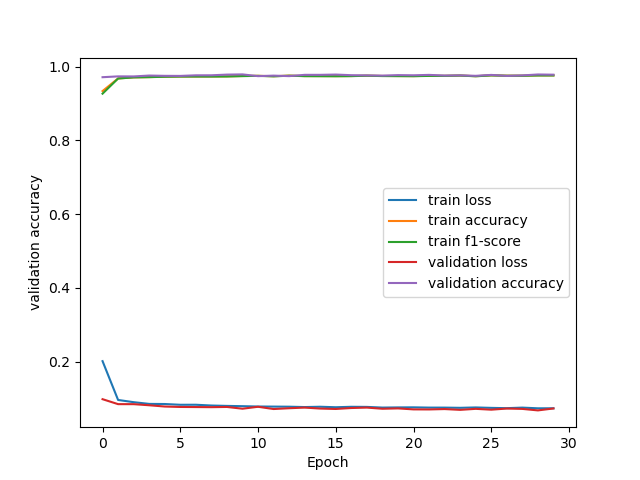 1.0
0.8
0.6
0.4
0.2
validation accuracy
train loss
train accuracy
train f1-score
validation loss
validation accuracy
0 5 10 15 20 25 30
Epoch